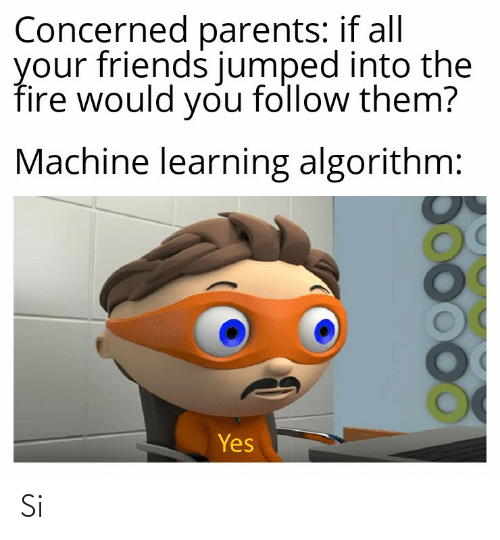 Concerned parents: if all
your friends jumped into the
fire would you follow them?
Machine learning algorithm:
Yes
Si